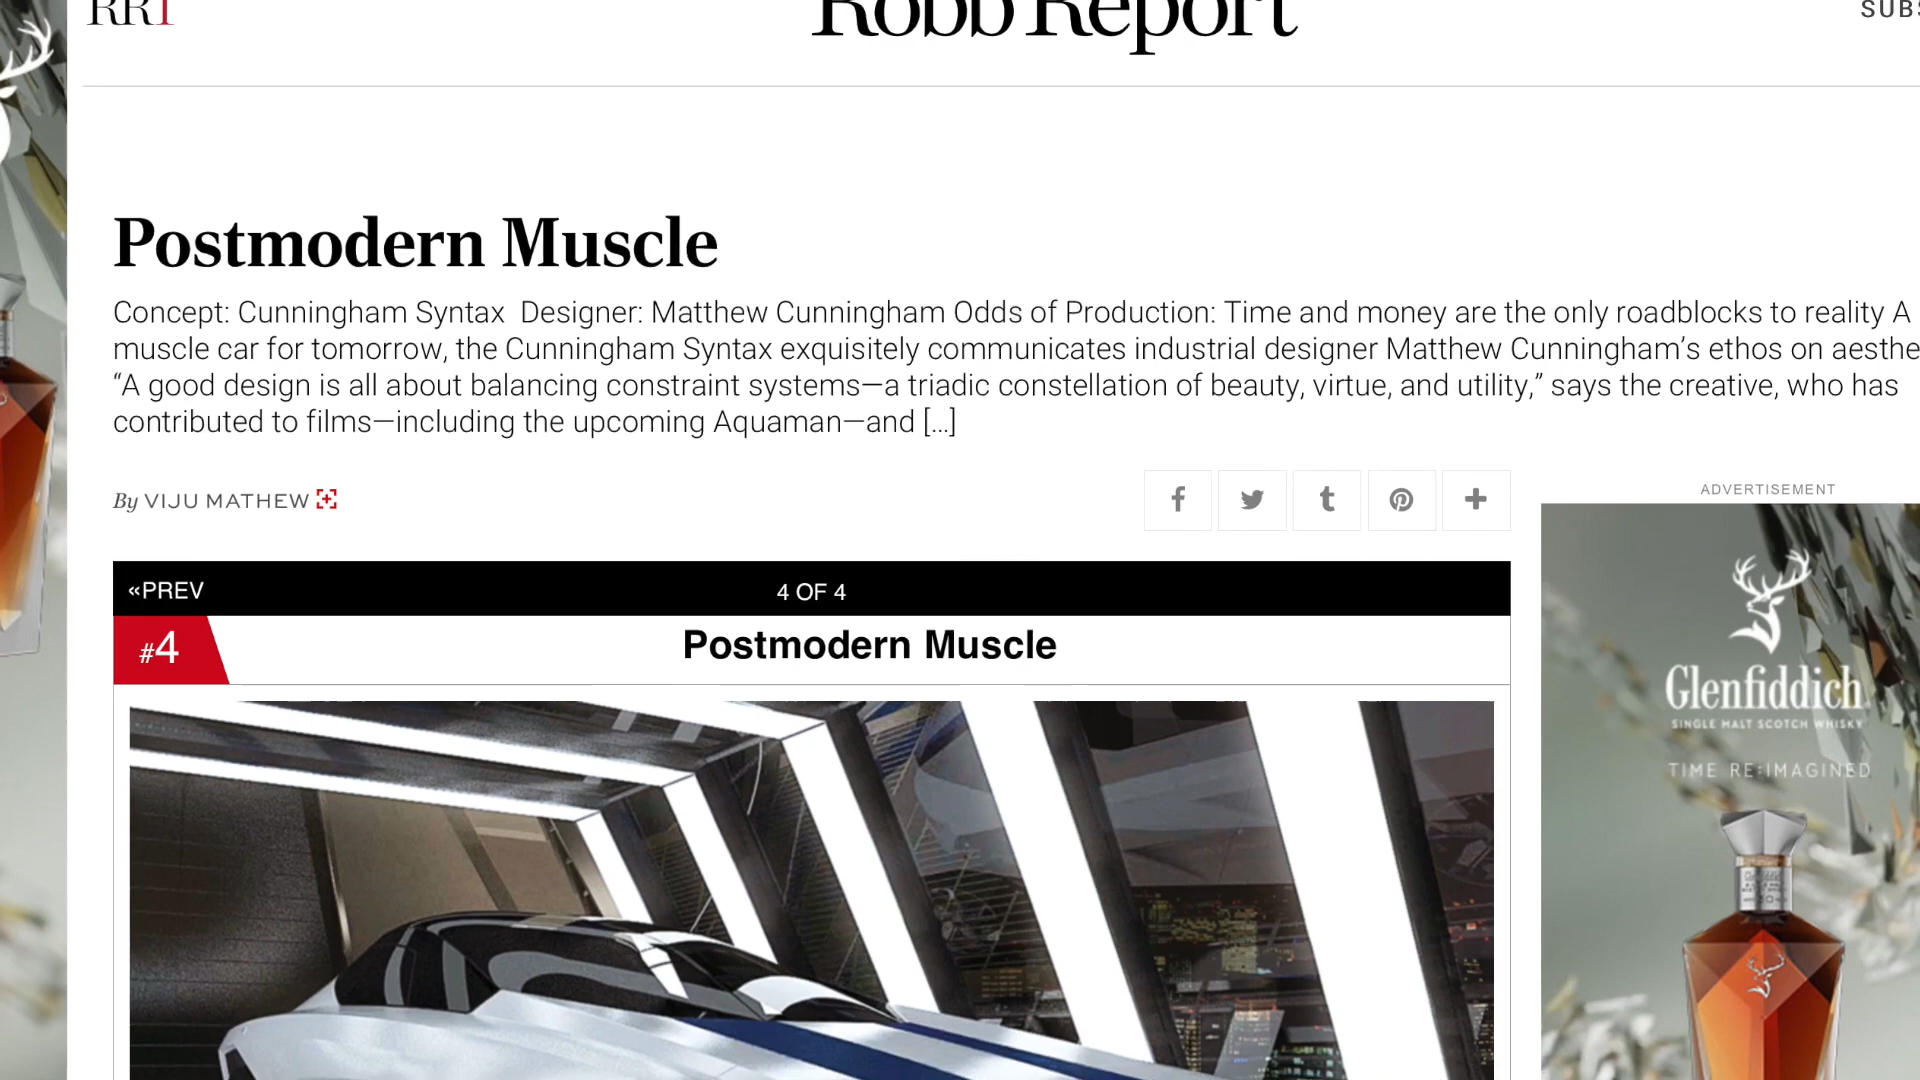 RR1
Robb Report
SUBS
Postmodern Muscle
Concept: Cunningham Syntax  Designer: Matthew Cunningham Odds of Production: Time and money are the only roadblocks to reality A
muscle car for tomorrow, the Cunningham Syntax exquisitely communicates industrial designer Matthew Cunningham’s ethos on aesthe
“A good design is all about balancing constraint systems—a triadic constellation of beauty, virtue, and utility,” says the creative, who has
contributed to films—including the upcoming Aquaman—and [...]
By VIJU MATHEW
ADVERTISEMENT
«PREV
4 OF 4
#4
Postmodern Muscle
Glenfiddich
SINGLE MALT SCOTCH WHISKY
TIME RE:IMAGINED